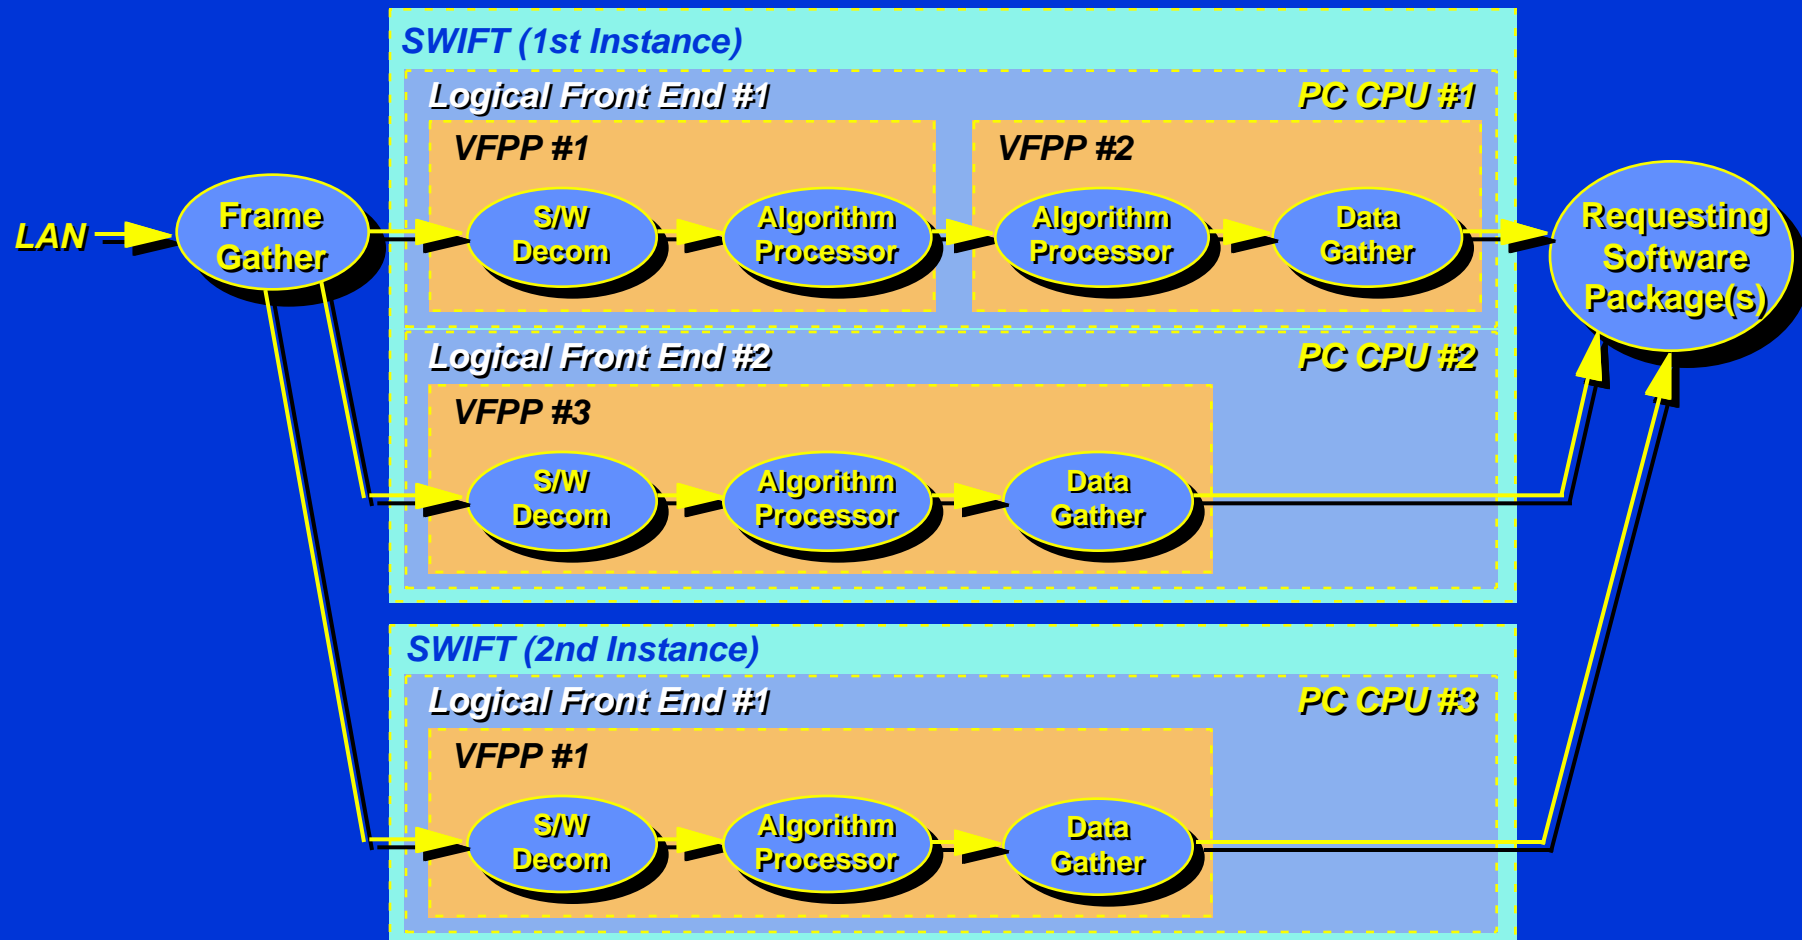 SWIFT (1st Instance)
Logical Front End #1
PC CPU #1
VFPP #1
VFPP #2
LAN
Frame
Gather
S/W
Decom
Algorithm
Processor
Algorithm
Processor
Data
Gather
Requesting
Software
Package(s)
Logical Front End #2
PC CPU #2
VFPP #3
S/W
Decom
Algorithm
Processor
Data
Gather
SWIFT (2nd Instance)
Logical Front End #1
PC CPU #3
VFPP #1
S/W
Decom
Algorithm
Processor
Data
Gather